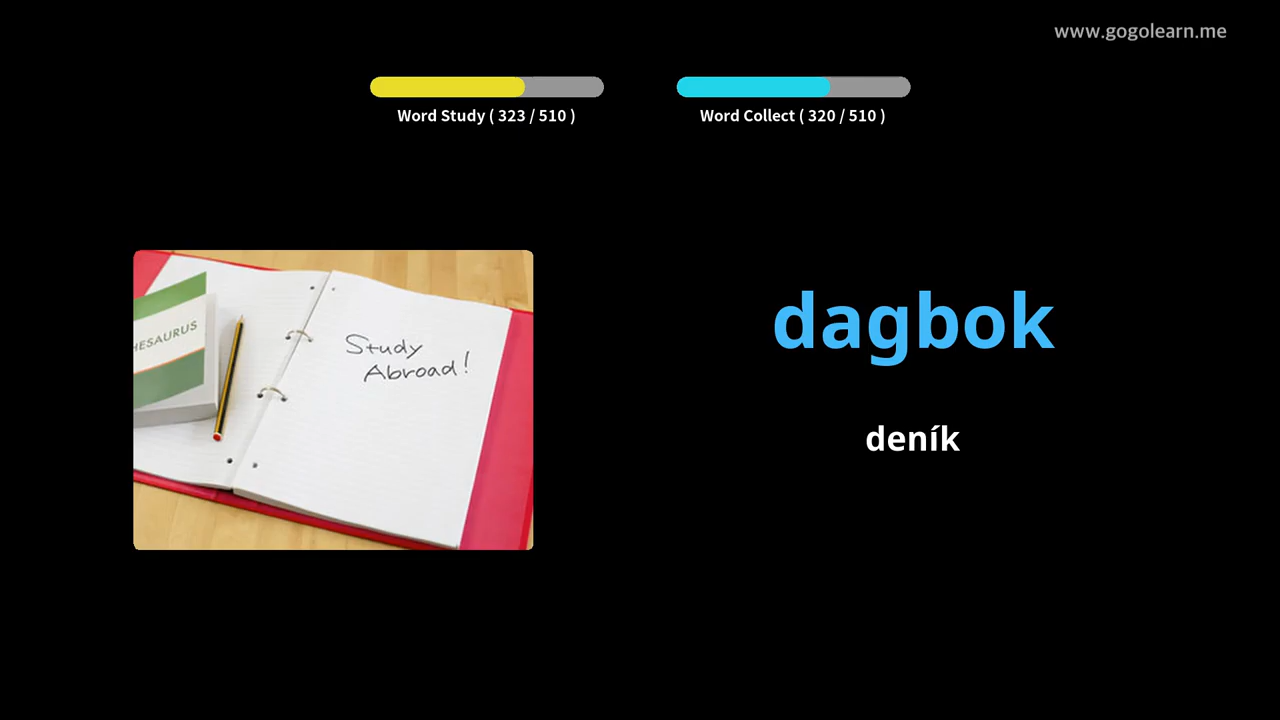 www.gogolearn.me
Word Study ( 323 / 510 )
Word Collect ( 320 / 510 )
HESAURUS
Study
Abroad!
dagbok
deník